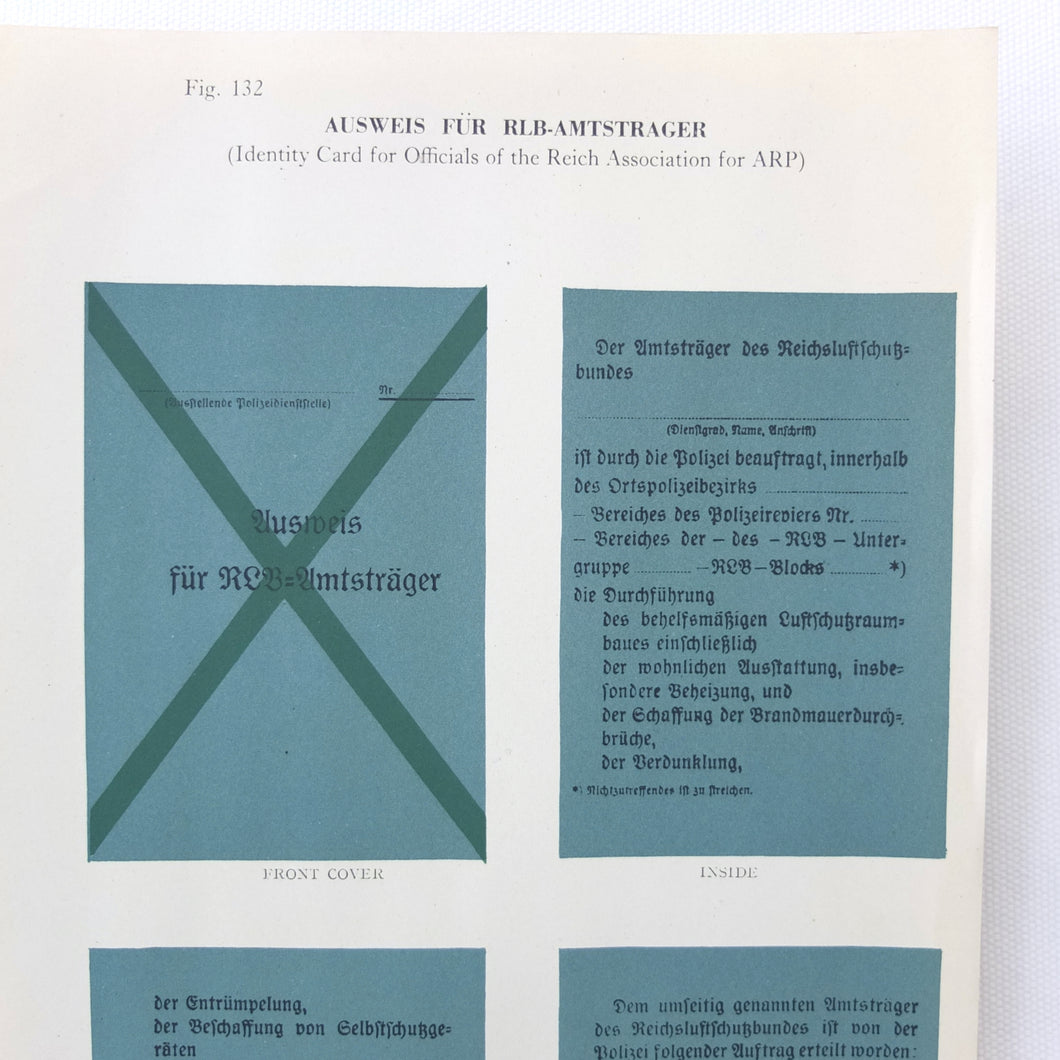 Fig. 132
AUSWEIS FÜR RLB-AMTSTRAGER
(Identity Card for Officials of the Reich Association for ARP)
Nr.
(Ausstellende Polizeidienststelle)
Ausweis
für RLB=Amtsträger
FRONT COVER
Der Amtsträger des Reichsluftschutz=
bundes
(Dienstgrad, Name, Anschrift)
ist durch die Polizei beauftragt, innerhalb
des Ortspolizeibezirks
– Bereiches des Polizeireviers Nr.
– Bereiches der – des – RLB – Unter=
gruppe – RLB – Blocks *)
die Durchführung
des behelfsmäßigen Luftschutzraum=
baues einschließlich
der wohnlichen Ausstattung, insbe=
sondere Beheizung, und
der Schaffung der Brandmauerdurch=
brüche,
der Verdunklung,
*) Nichtzutreffendes ist zu streichen.
INSIDE
der Entrümpelung,
der Beschaffung von Selbstschutzge=
räten
Dem umseitig genannten Amtsträger
des Reichsluftschutzbundes ist von der
Polizei folgender Auftrag erteilt worden: